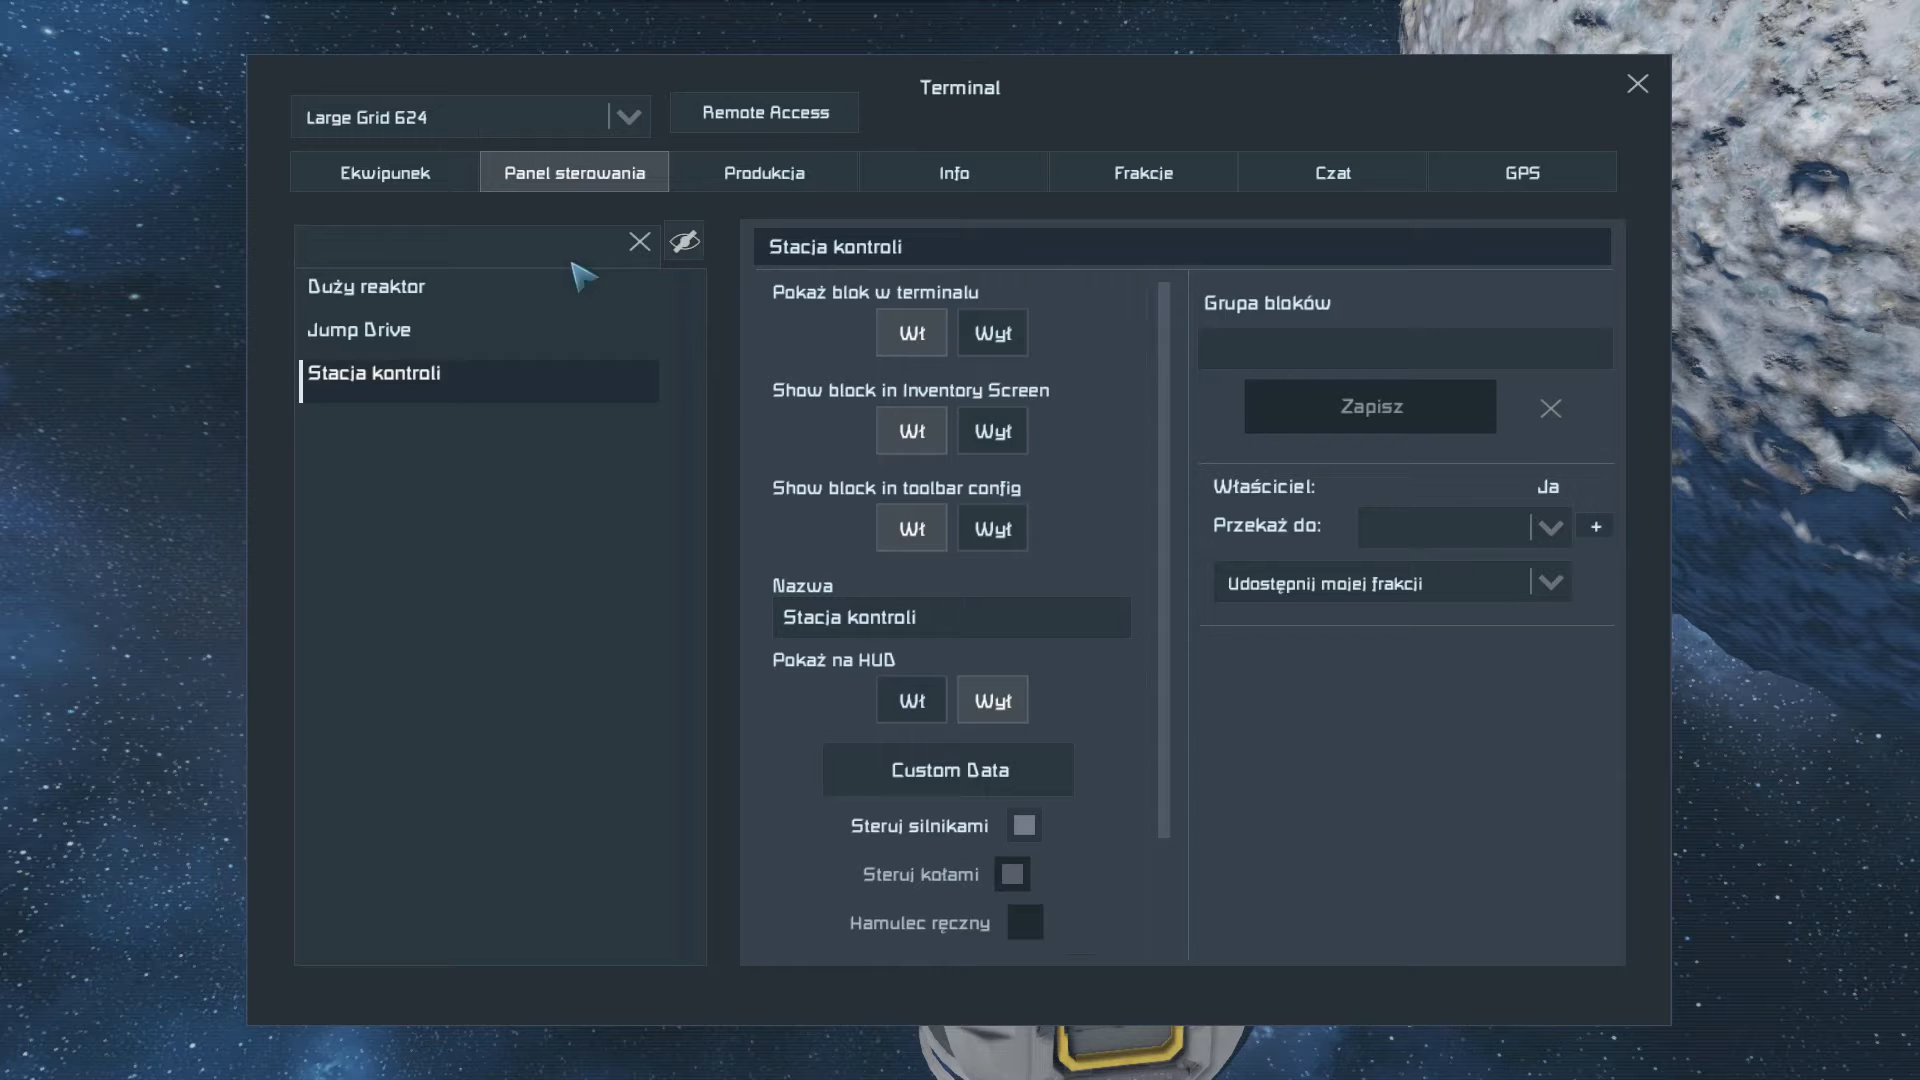 Terminal
Large Grid 624
Remote Access
Ekwipunek
Panel sterowania
Produkcja
Info
Frakcje
Czat
GPS
Duży reaktor
Jump Drive
Stacja kontroli
Stacja kontroli
Pokaż blok w terminalu
Wł
Wył
Show block in Inventory Screen
Wł
Wył
Show block in toolbar config
Wł
Wył
Nazwa
Stacja kontroli
Pokaż na HUD
Wł
Wył
Custom Data
Steruj silnikami
Steruj kołami
Hamulec ręczny
Grupa bloków
Zapisz
Właściciel: Ja
Przekaż do:
+
Udostępnij mojej frakcji